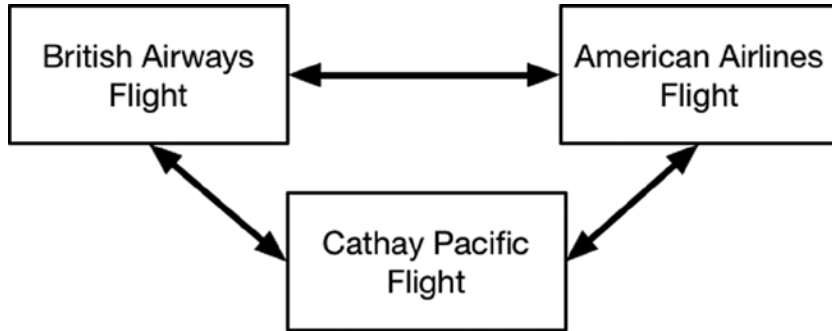 British Airways
Flight
American Airlines
Flight
Cathay Pacific
Flight